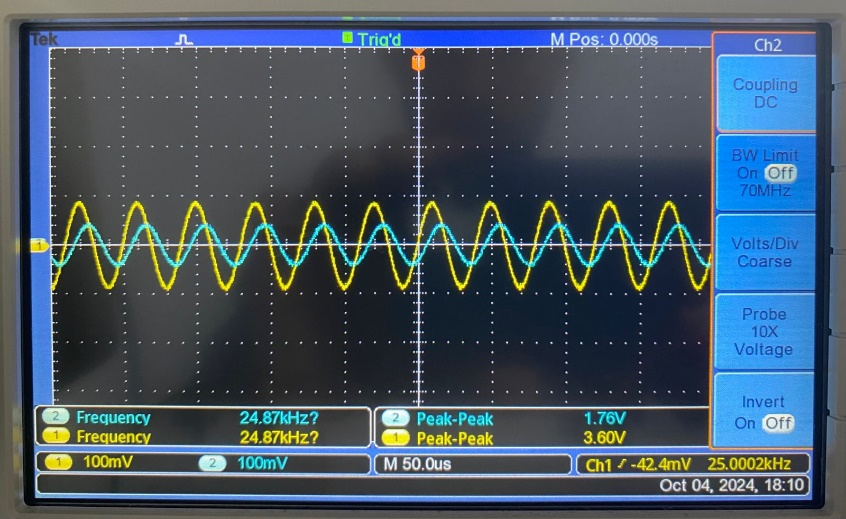 Tek Trig'd M Pos: 0.000s
T
1
Ch2
Coupling
DC
BW Limit
On Off
70MHz
Volts/Div
Coarse
Probe
10X
Voltage
Invert
On Off
2 Frequency 24.87kHz? 2 Peak-Peak 1.76V
1 Frequency 24.87kHz? 1 Peak-Peak 3.60V
1 100mV 2 100mV M 50.0us Ch1 -42.4mV 25.0002kHz
Oct 04, 2024, 18:10